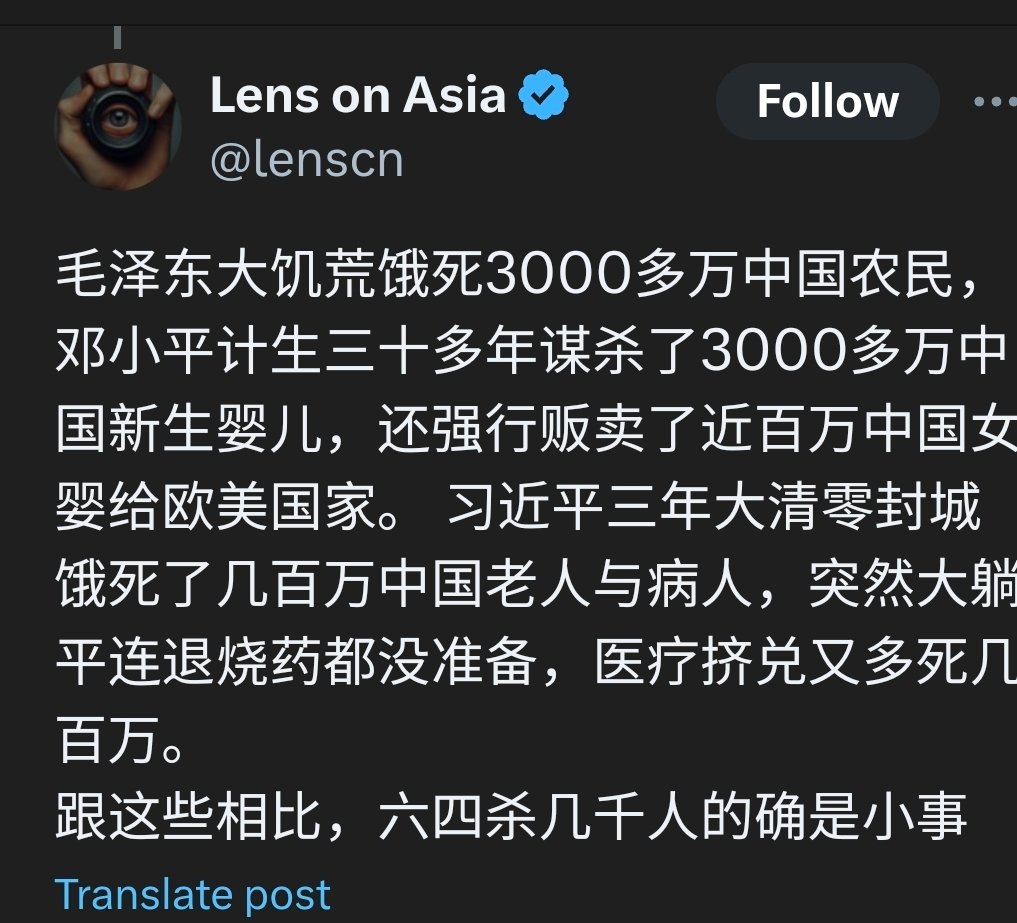 Lens on Asia
Follow
@lenscn
毛泽东大饥荒饿死3000多万中国农民，
邓小平计生三十多年谋杀了3000多万中
国新生婴儿，还强行贩卖了近百万中国女
婴给欧美国家。 习近平三年大清零封城
饿死了几百万中国老人与病人，突然大躺
平连退烧药都没准备，医疗挤兑又多死几
百万。
跟这些相比，六四杀几千人的确是小事
Translate post